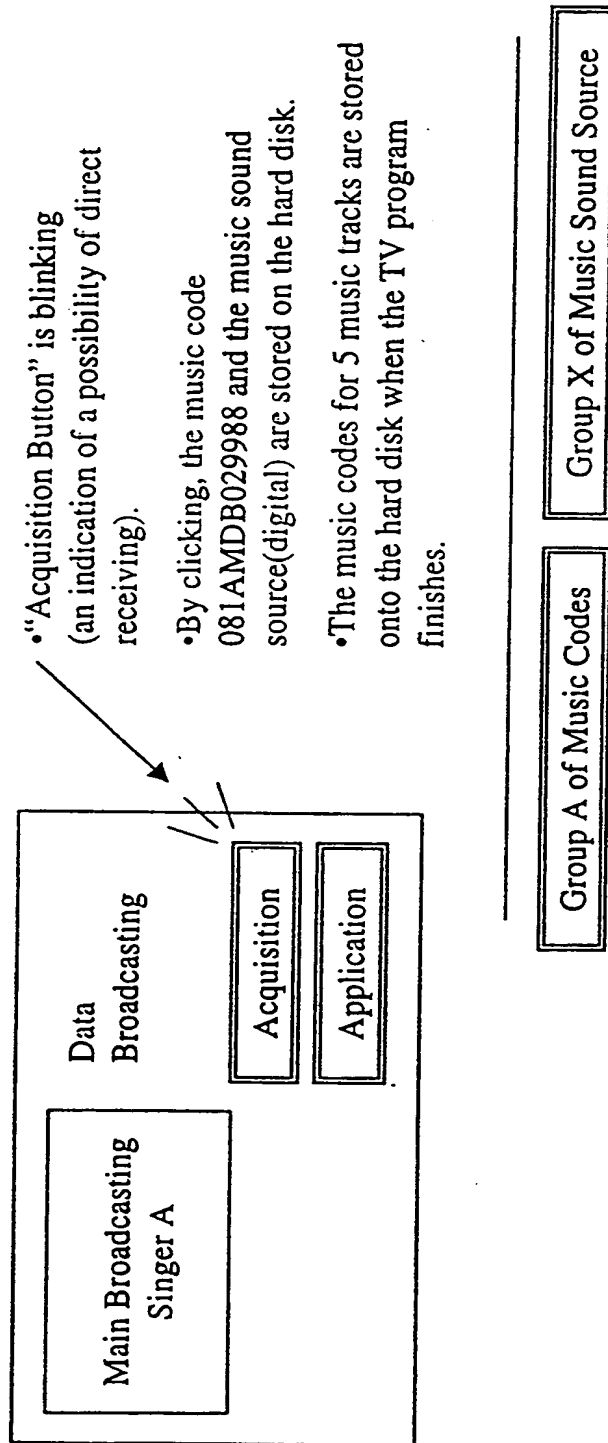 Main Broadcasting
Singer A
Data
Broadcasting
Acquisition
Application
•“Acquisition Button” is blinking
(an indication of a possibility of direct
receiving).
•By clicking, the music code
081AMDB029988 and the music sound
source(digital) are stored on the hard disk.
•The music codes for 5 music tracks are stored
onto the hard disk when the TV program
finishes.
Group A of Music Codes
Group X of Music Sound Source